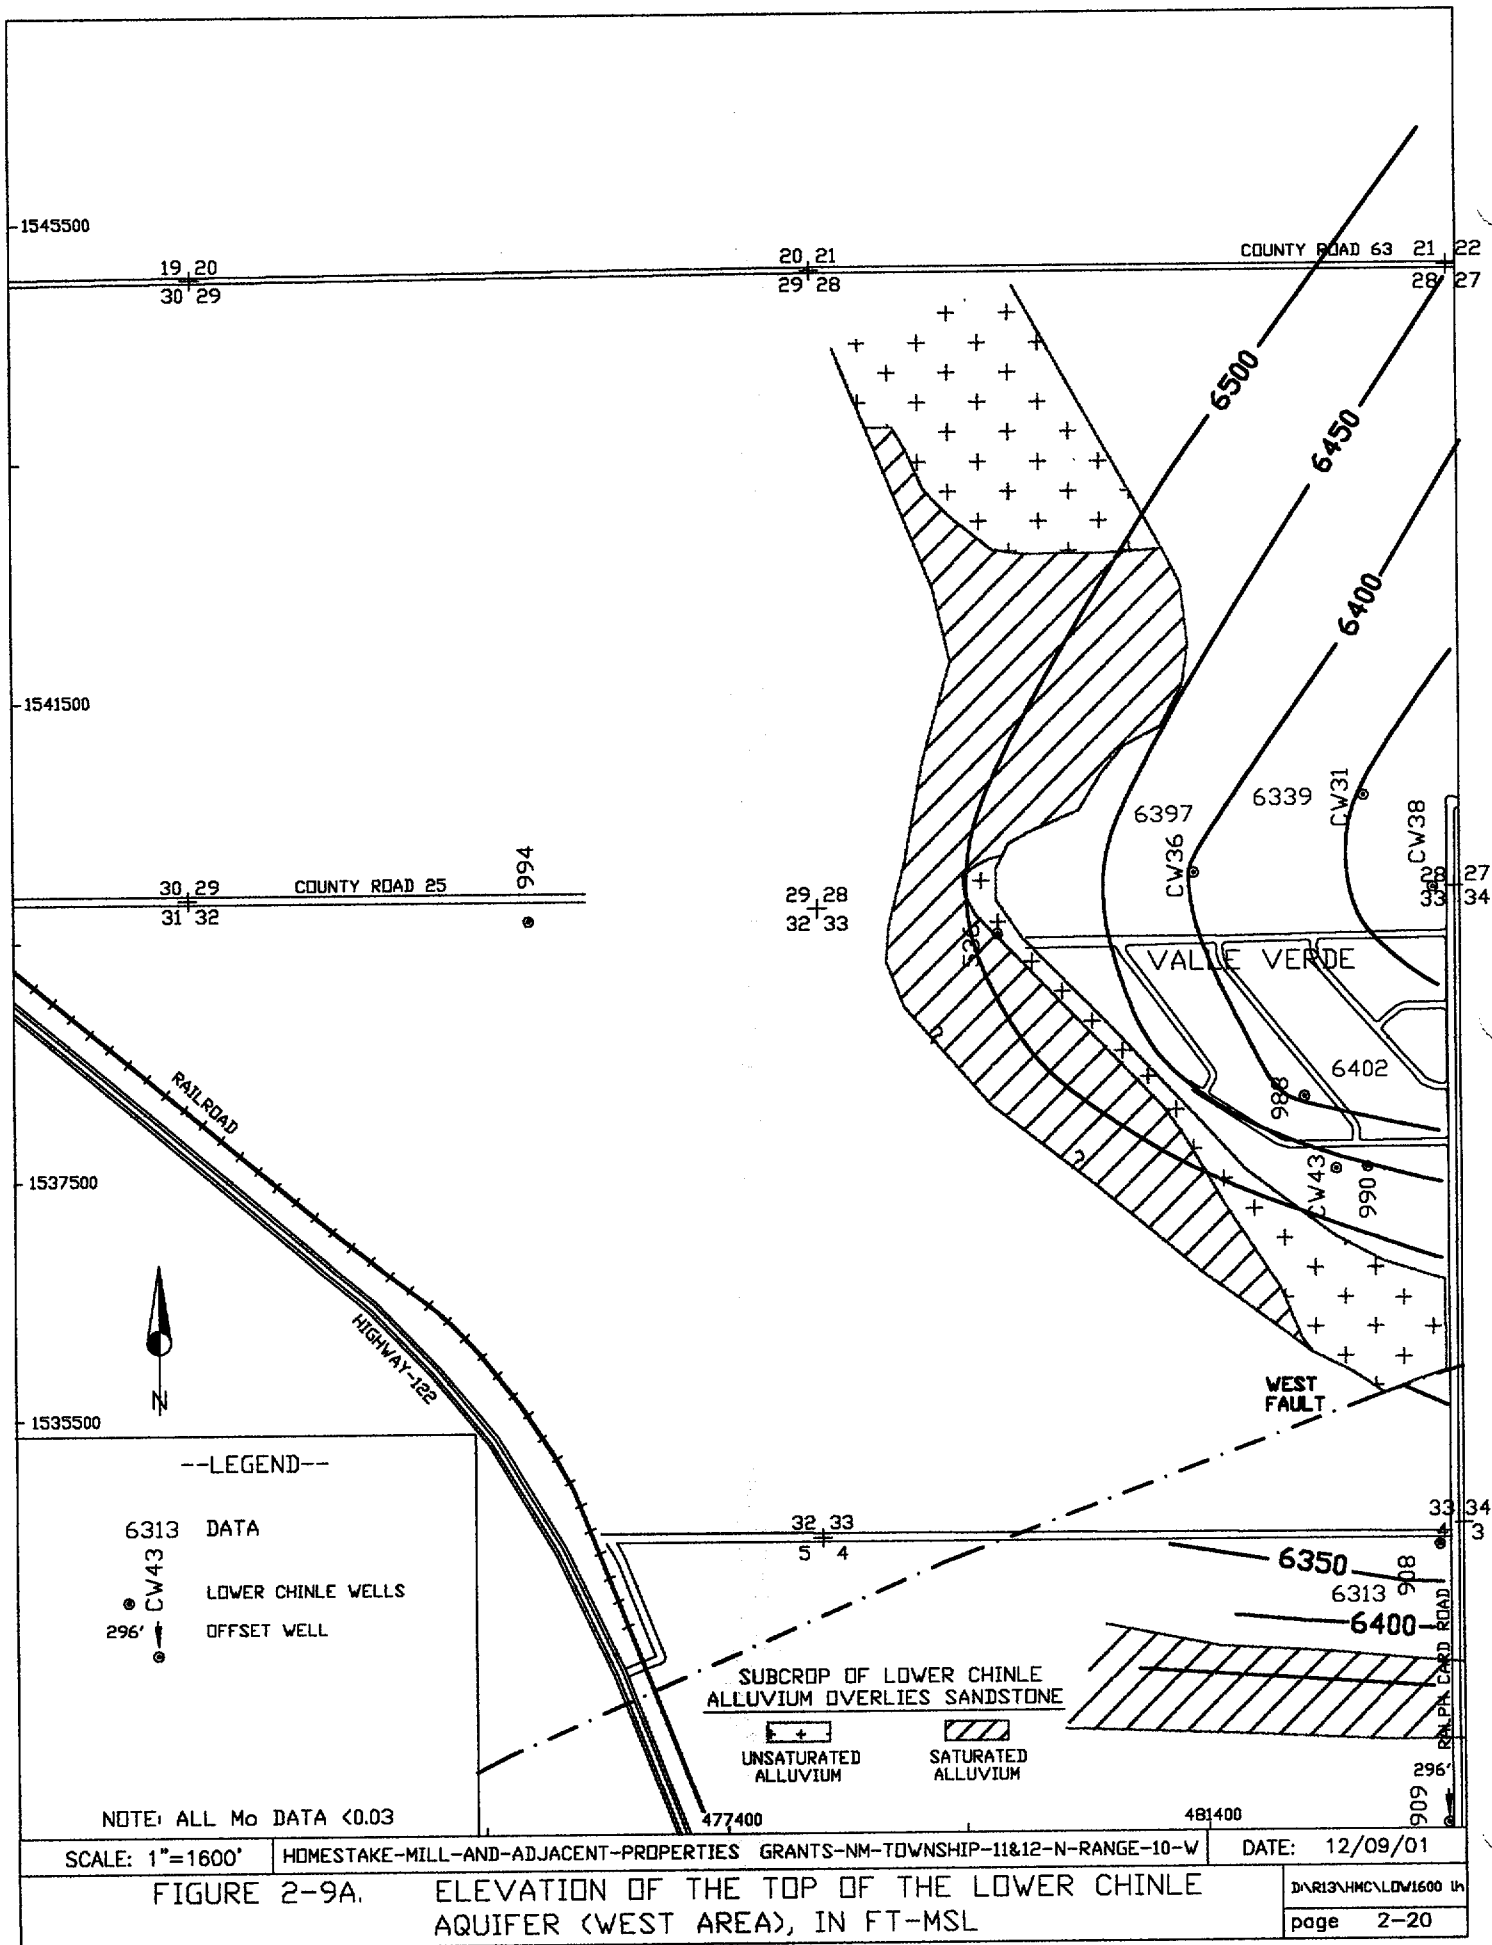 1545500
COUNTY ROAD 63
21 22
28 27
19 20
30 29
20 21
29 28
6500
6450
6400
1541500
6339
CW31
6397
CW36
CW38
28 27
33 34
994
30 29
COUNTY ROAD 25
31 32
29 28
32 33
536
VALLE VERDE
?
RAILROAD
6402
988
?
CW43
990
1537500
HIGHWAY-122
N
WEST
FAULT
1535500
--LEGEND--
6313 DATA
CW43
LOWER CHINLE WELLS
296'
OFFSET WELL
NOTE: ALL Mo DATA <0.03
32 33
5 4
33 34
3
6350
908
6313
6400
RALPH CARD ROAD
SUBCROP OF LOWER CHINLE
ALLUVIUM OVERLIES SANDSTONE
UNSATURATED
ALLUVIUM
SATURATED
ALLUVIUM
296'
909
477400
481400
SCALE: 1"=1600'
HOMESTAKE-MILL-AND-ADJACENT-PROPERTIES GRANTS-NM-TOWNSHIP-11&12-N-RANGE-10-W
DATE: 12/09/01
FIGURE 2-9A.
ELEVATION OF THE TOP OF THE LOWER CHINLE
AQUIFER (WEST AREA), IN FT-MSL
D:\R13\HMC\LOW1600
page 2-20